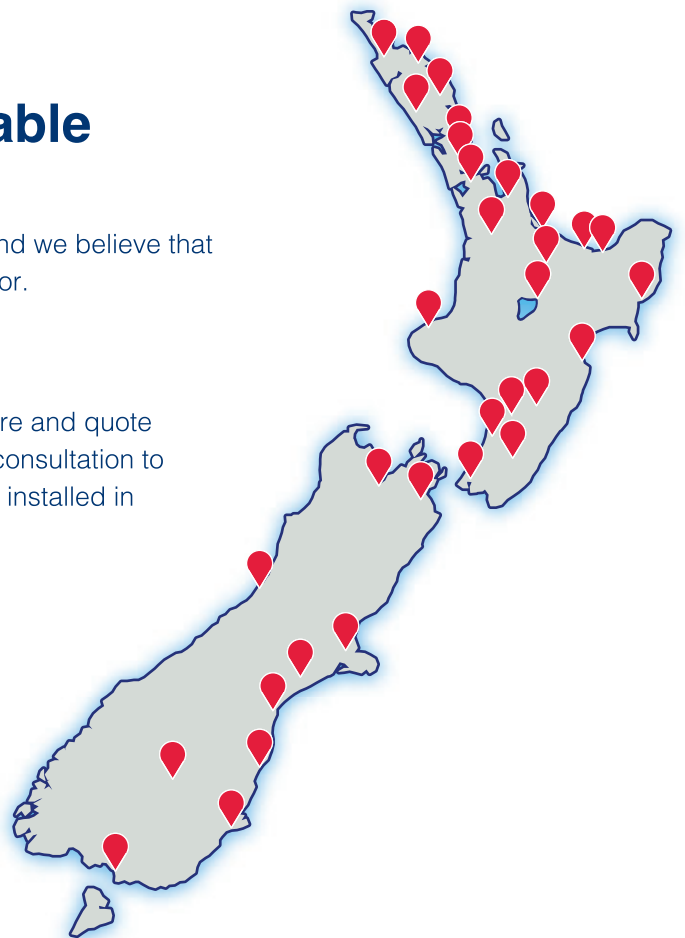 able
nd we believe that
or.
re and quote
consultation to
installed in